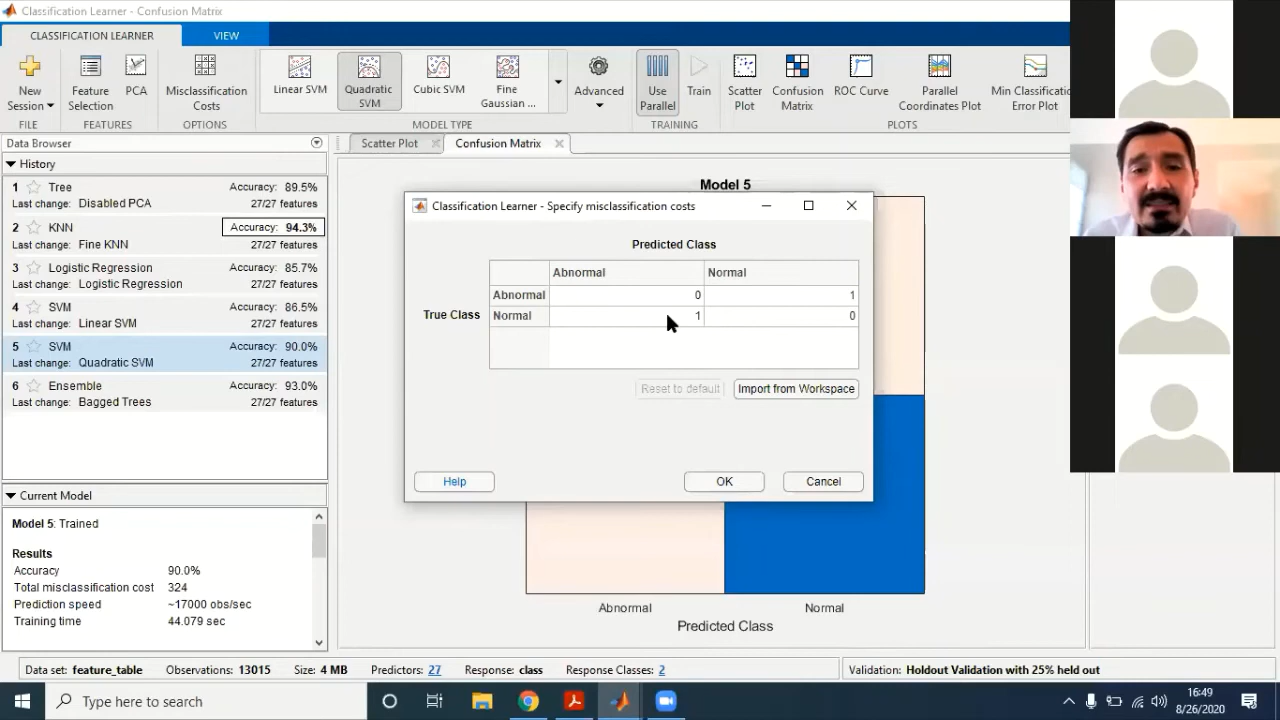 Classification Learner - Confusion Matrix
CLASSIFICATION LEARNER
VIEW
New Session
Feature Selection
PCA
Misclassification Costs
Linear SVM
Quadratic SVM
Cubic SVM
Fine Gaussian ...
Advanced
Use Parallel
Train
Scatter Plot
Confusion Matrix
ROC Curve
Parallel Coordinates Plot
Min Classificatio
Error Plot
FILE
FEATURES
OPTIONS
MODEL TYPE
TRAINING
PLOTS
Data Browser
Scatter Plot
Confusion Matrix
History
1 Tree Accuracy: 89.5%
Last change: Disabled PCA 27/27 features
2 KNN Accuracy: 94.3%
Last change: Fine KNN 27/27 features
3 Logistic Regression Accuracy: 85.7%
Last change: Logistic Regression 27/27 features
4 SVM Accuracy: 86.5%
Last change: Linear SVM 27/27 features
5 SVM Accuracy: 90.0%
Last change: Quadratic SVM 27/27 features
6 Ensemble Accuracy: 93.0%
Last change: Bagged Trees 27/27 features
Current Model
Model 5: Trained
Results
Accuracy 90.0%
Total misclassification cost 324
Prediction speed ~17000 obs/sec
Training time 44.079 sec
Model 5
Classification Learner - Specify misclassification costs
Predicted Class
Abnormal Normal
Abnormal 0 1
True Class
Normal 1 0
Reset to default
Import from Workspace
Help
OK
Cancel
Abnormal
Normal
Predicted Class
Data set: feature_table Observations: 13015 Size: 4 MB Predictors: 27 Response: class Response Classes: 2
Validation: Holdout Validation with 25% held out
Type here to search
16:49
8/26/2020